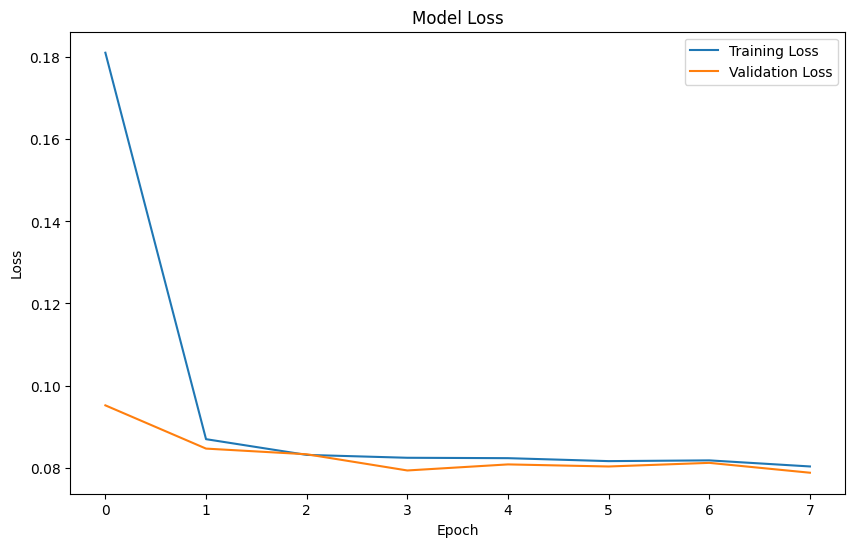 Model Loss
Training Loss
Validation Loss
0.18
0.16
0.14
0.12
0.10
0.08
Loss
0 1 2 3 4 5 6 7
Epoch